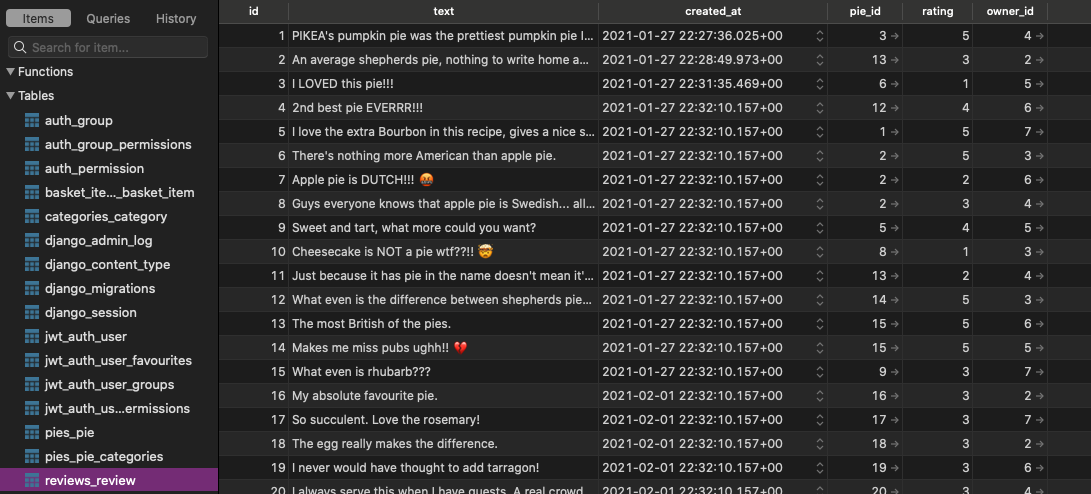 Items Queries History
Search for item...
Functions
Tables
auth_group
auth_group_permissions
auth_permission
basket_ite..._basket_item
categories_category
django_admin_log
django_content_type
django_migrations
django_session
jwt_auth_user
jwt_auth_user_favourites
jwt_auth_user_groups
jwt_auth_us...ermissions
pies_pie
pies_pie_categories
reviews_review
id text created_at pie_id rating owner_id
1 PIKEA's pumpkin pie was the prettiest pumpkin pie I... 2021-01-27 22:27:36.025+00 3 5 4
2 An average shepherds pie, nothing to write home a... 2021-01-27 22:28:49.973+00 13 3 2
3 I LOVED this pie!!! 2021-01-27 22:31:35.469+00 6 1 5
4 2nd best pie EVERRR!!! 2021-01-27 22:32:10.157+00 12 4 6
5 I love the extra Bourbon in this recipe, gives a nice s... 2021-01-27 22:32:10.157+00 1 5 7
6 There's nothing more American than apple pie. 2021-01-27 22:32:10.157+00 2 5 3
7 Apple pie is DUTCH!!! 🤬 2021-01-27 22:32:10.157+00 2 2 6
8 Guys everyone knows that apple pie is Swedish... all... 2021-01-27 22:32:10.157+00 2 3 4
9 Sweet and tart, what more could you want? 2021-01-27 22:32:10.157+00 5 4 5
10 Cheesecake is NOT a pie wtf??!! 🤯 2021-01-27 22:32:10.157+00 8 1 3
11 Just because it has pie in the name doesn't mean it'... 2021-01-27 22:32:10.157+00 13 2 4
12 What even is the difference between shepherds pie... 2021-01-27 22:32:10.157+00 14 5 3
13 The most British of the pies. 2021-01-27 22:32:10.157+00 15 5 6
14 Makes me miss pubs ughh!! 💔 2021-01-27 22:32:10.157+00 15 5 5
15 What even is rhubarb??? 2021-01-27 22:32:10.157+00 9 3 7
16 My absolute favourite pie. 2021-02-01 22:32:10.157+00 16 3 2
17 So succulent. Love the rosemary! 2021-02-01 22:32:10.157+00 17 3 7
18 The egg really makes the difference. 2021-02-01 22:32:10.157+00 18 3 2
19 I never would have thought to add tarragon! 2021-02-01 22:32:10.157+00 19 3 6
20 I always serve this when I have guests. A real crowd 2021-02-01 22:32:10.157+00 20 3 4